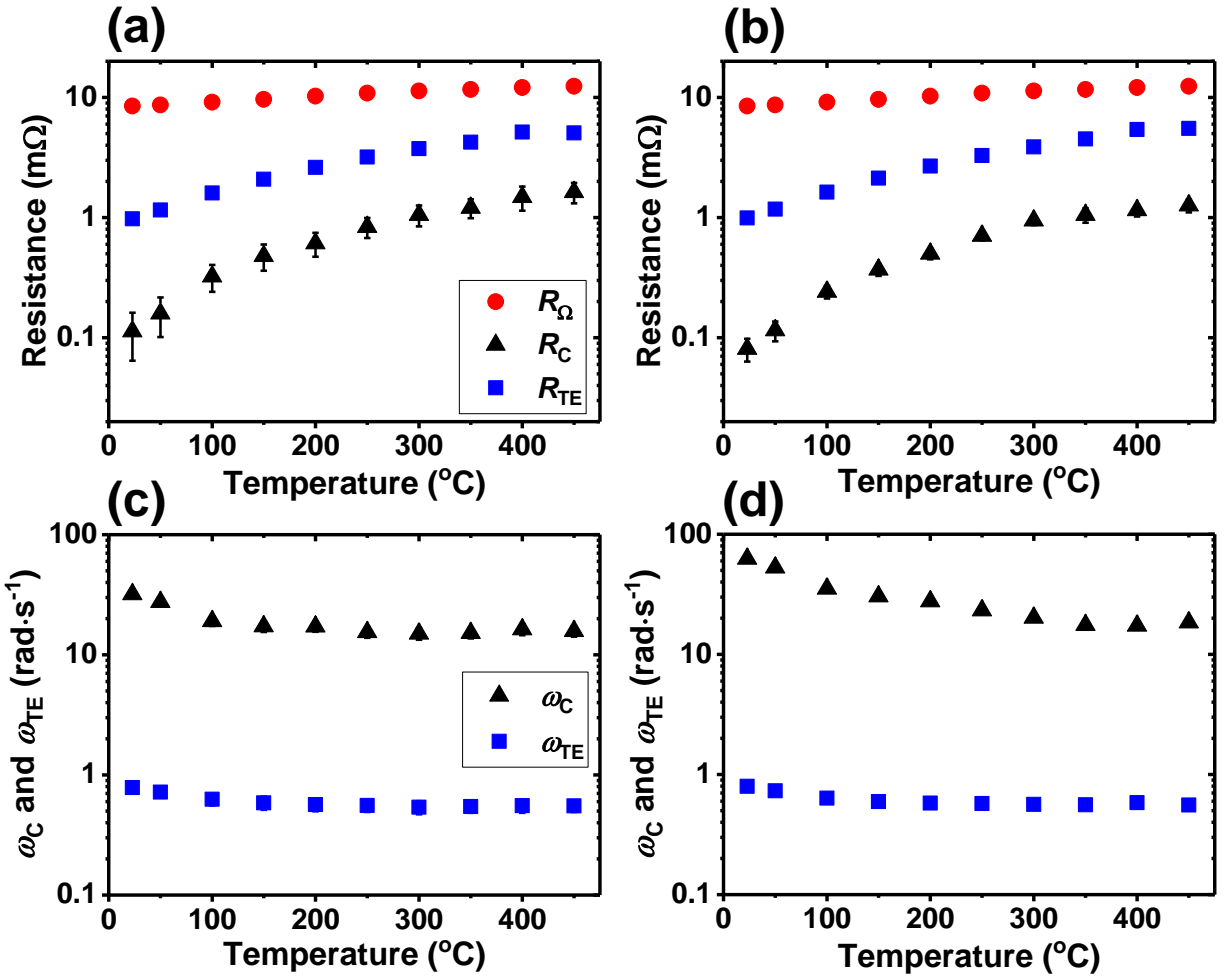 (a)
Resistance (mΩ)
10
1
0.1
R_Ω
R_C
R_TE
0 100 200 300 400
Temperature (°C)
(b)
Resistance (mΩ)
10
1
0.1
0 100 200 300 400
Temperature (°C)
(c)
ω_C and ω_TE (rad·s⁻¹)
100
10
1
0.1
ω_C
ω_TE
0 100 200 300 400
Temperature (°C)
(d)
ω_C and ω_TE (rad·s⁻¹)
100
10
1
0.1
0 100 200 300 400
Temperature (°C)